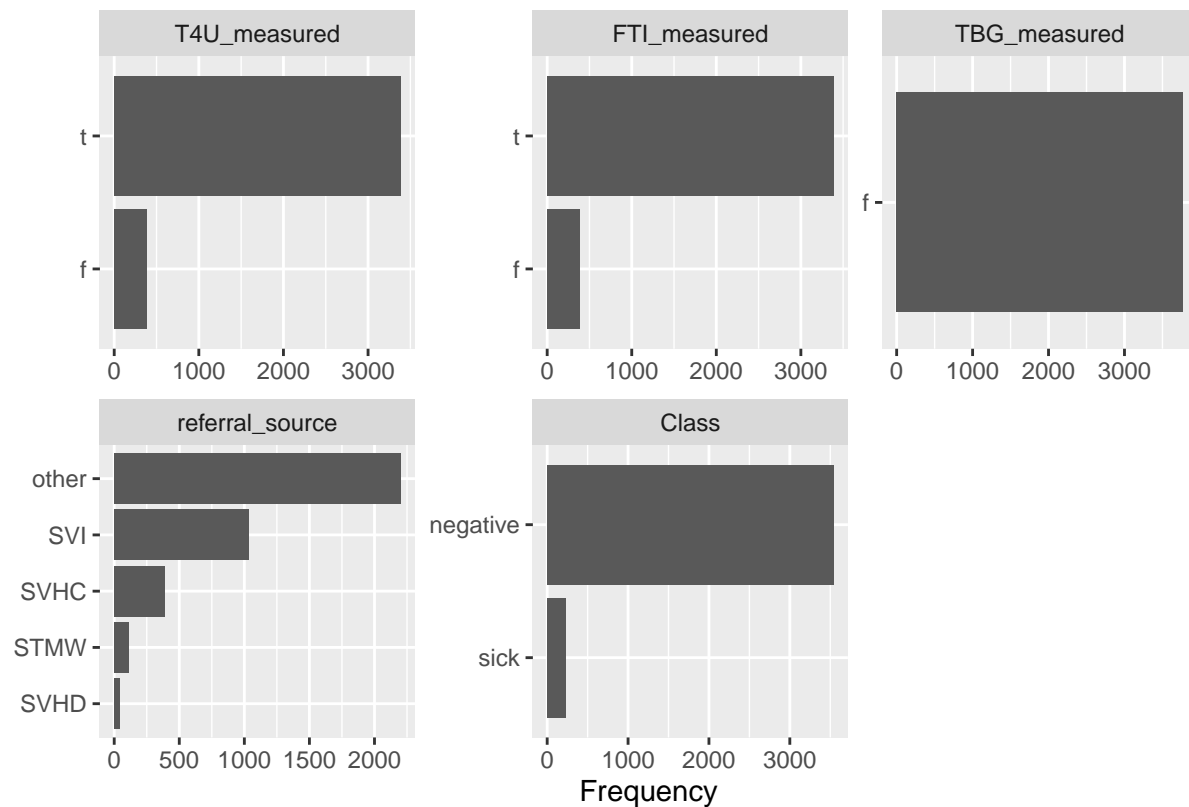 T4U_measured
t
f
0 1000 2000 3000
FTI_measured
t
f
0 1000 2000 3000
TBG_measured
f
0 1000 2000 3000
referral_source
other
SVI
SVHC
STMW
SVHD
0 500 1000 1500 2000
Class
negative
sick
0 1000 2000 3000
Frequency